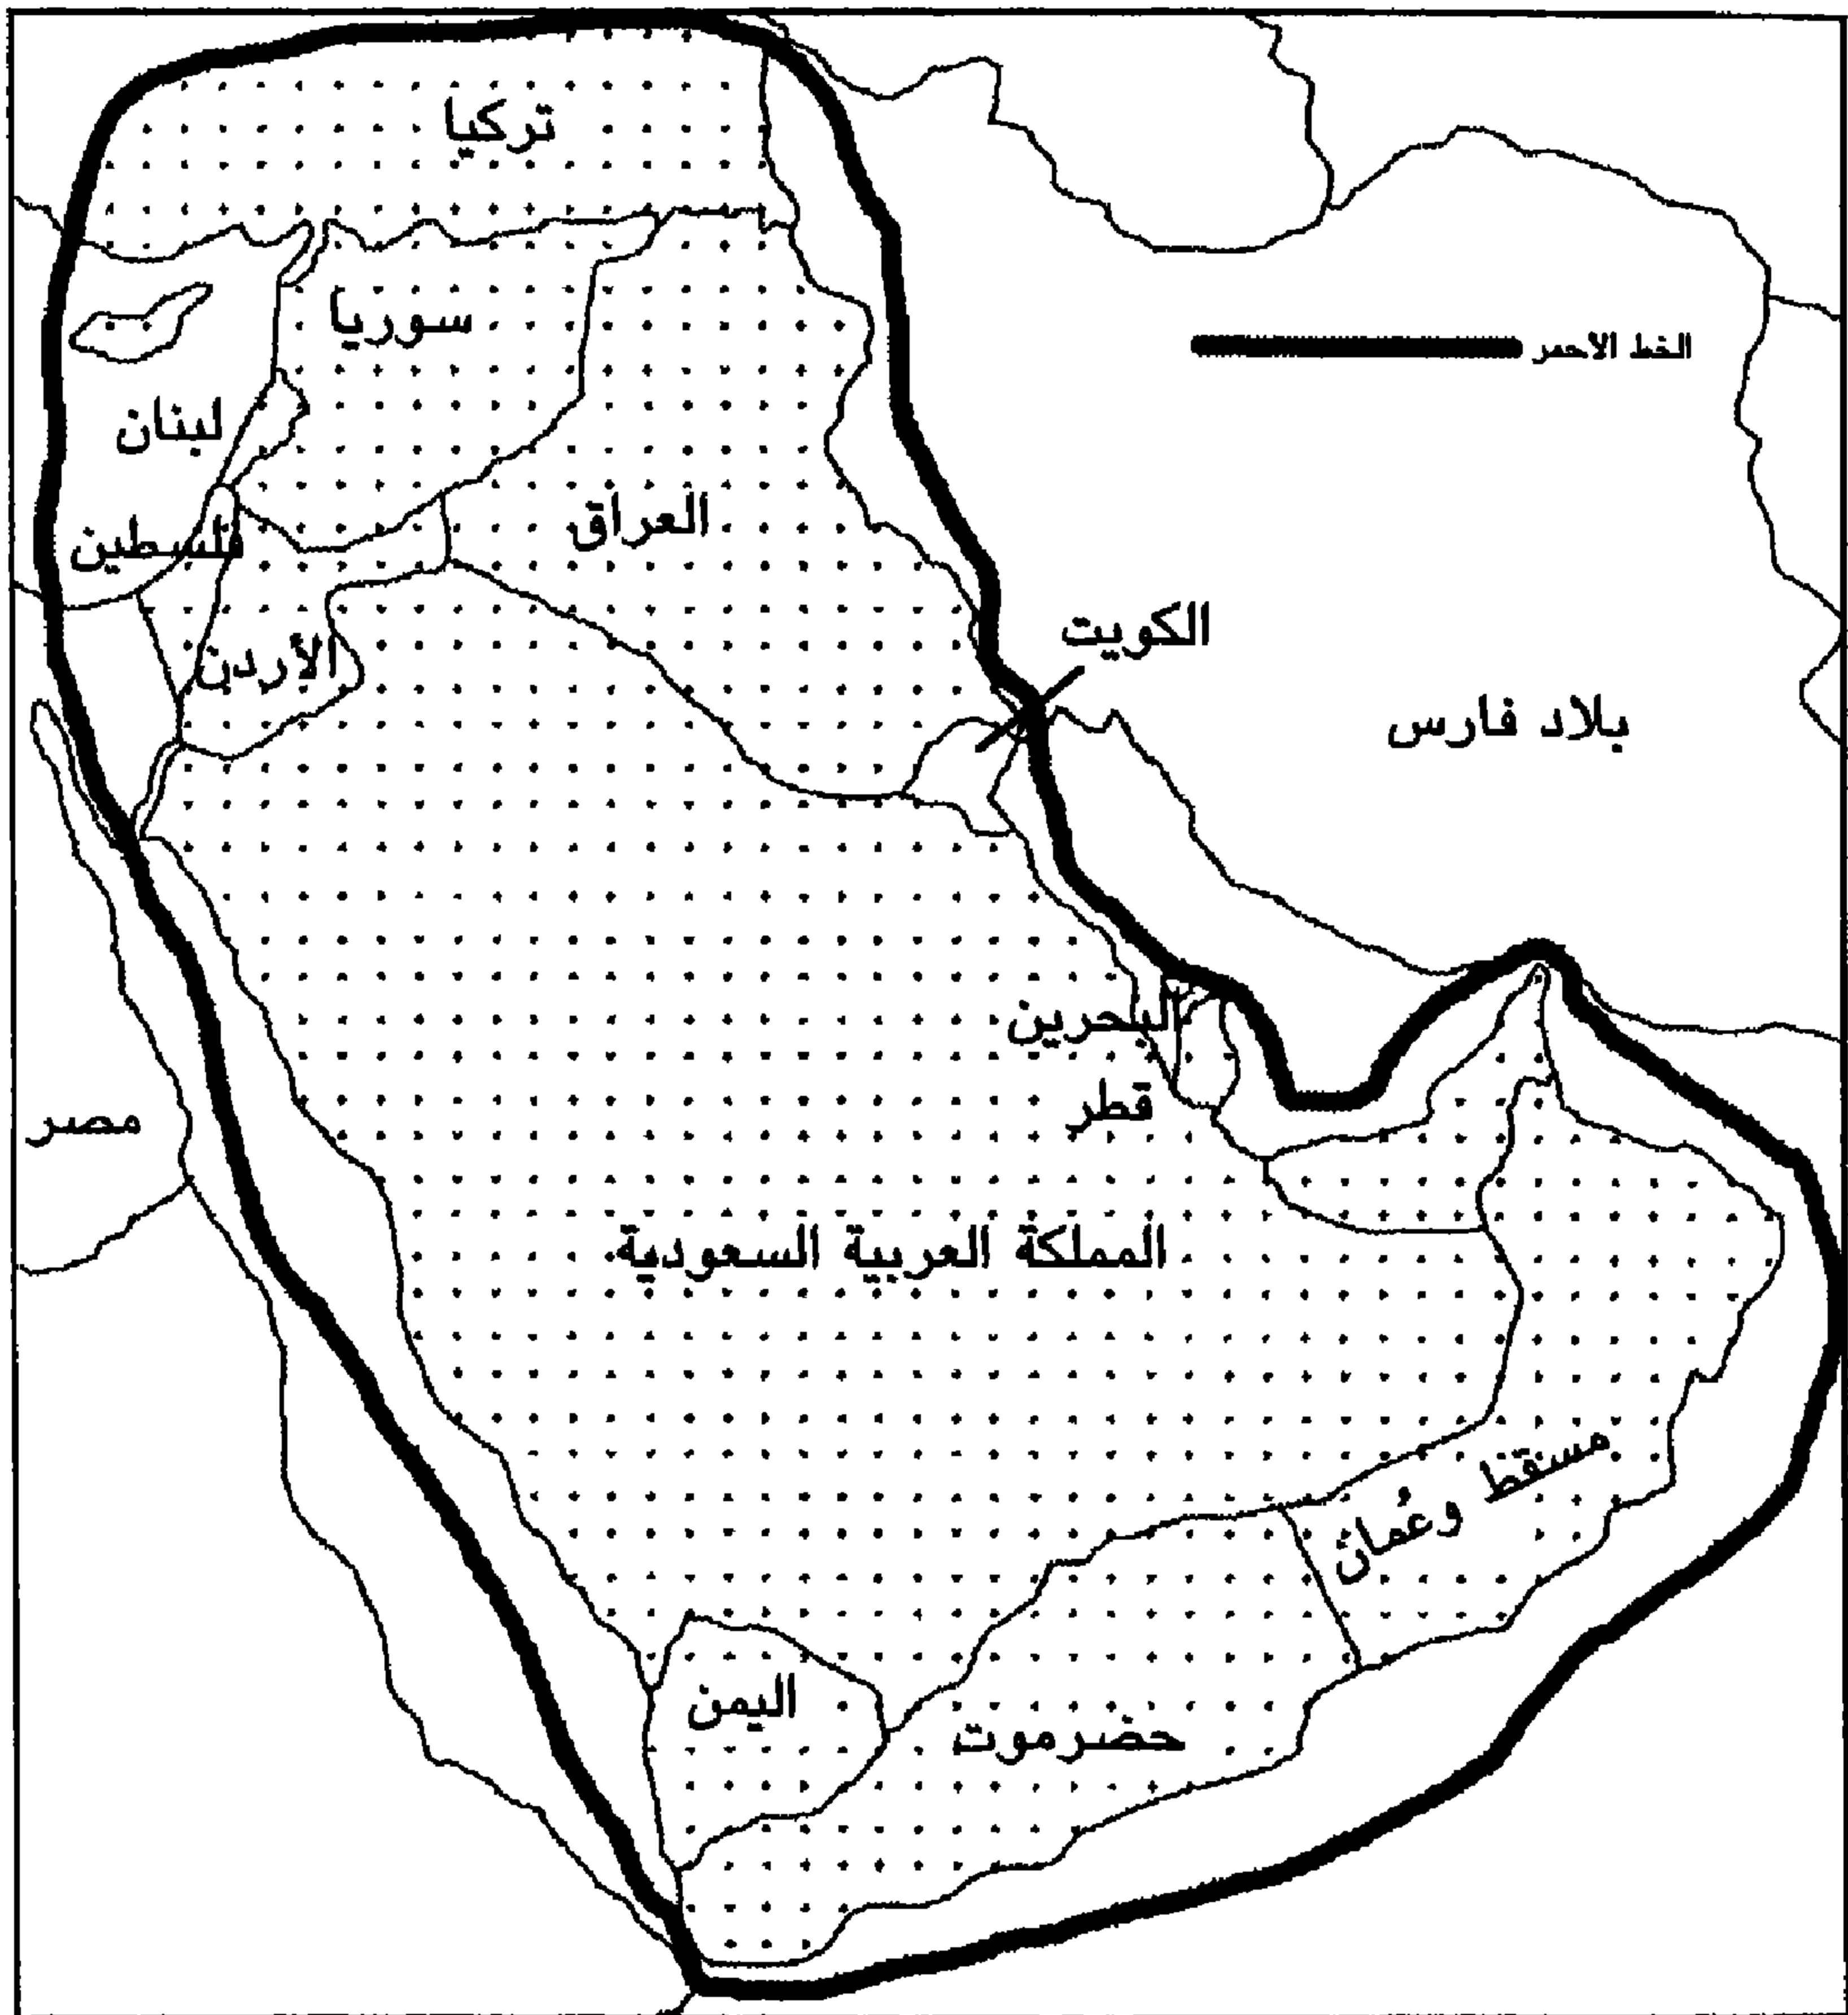 تركيا
سوريا
الخط الاحمر
لبنان
العراق
فلسطين
الكويت
الأردن
بلاد فارس
البحرين
قطر
مصر
المملكة العربية السعودية
مسقط وعُمان
اليمن
حضرموت